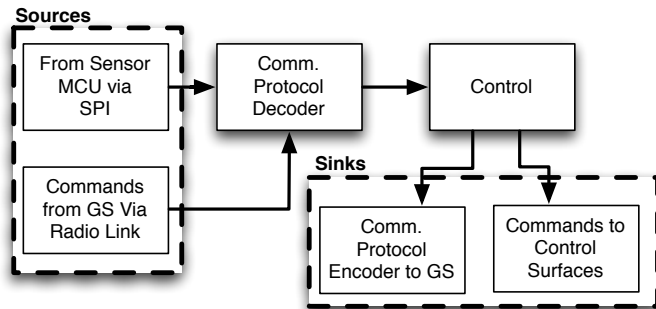 Sources
From Sensor
MCU via
SPI
Commands
from GS Via
Radio Link
Comm.
Protocol
Decoder
Control
Sinks
Comm.
Protocol
Encoder to GS
Commands to
Control
Surfaces